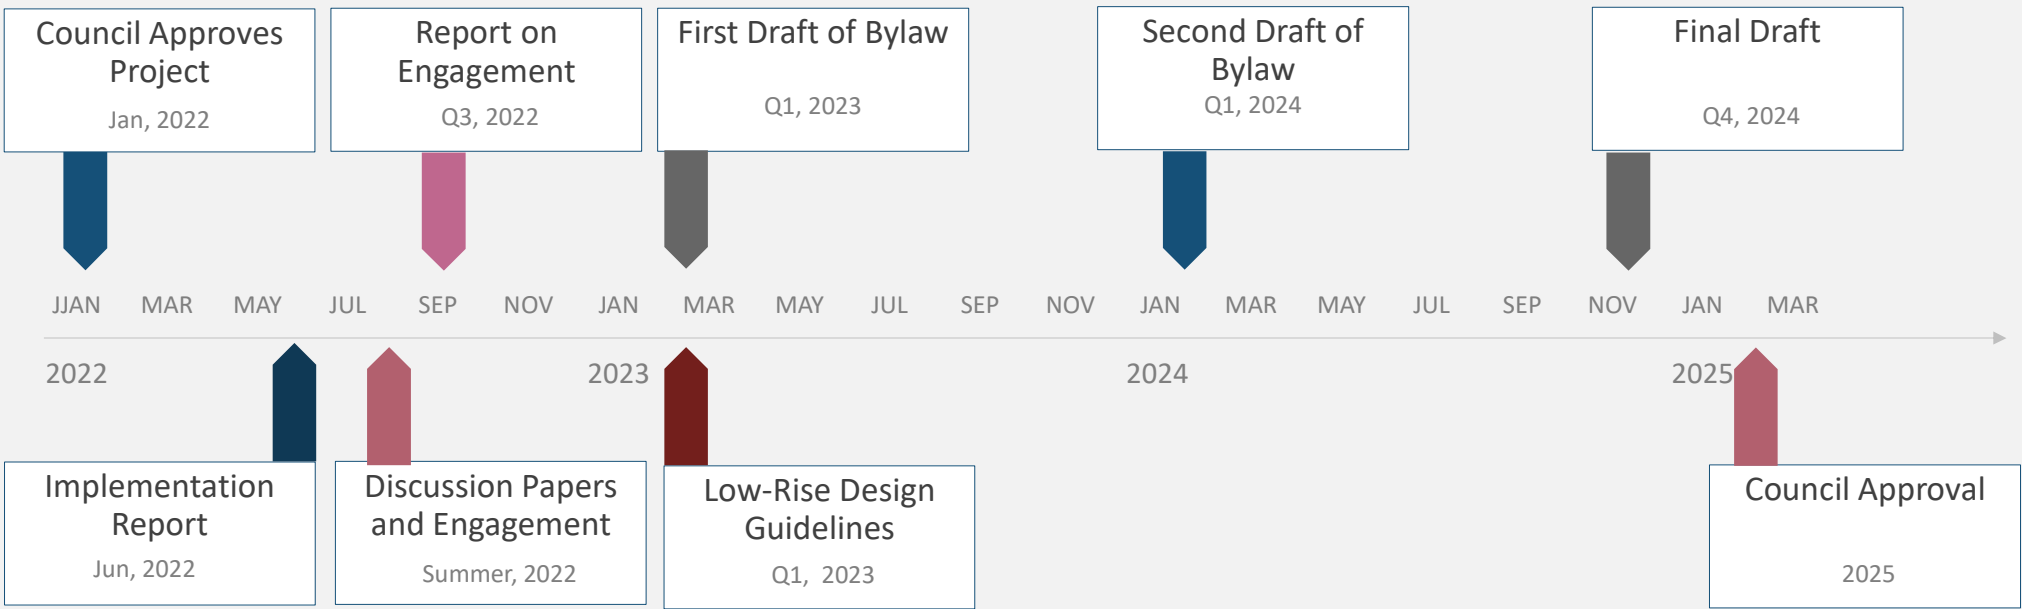 Council Approves
Project
Jan, 2022
Report on
Engagement
Q3, 2022
First Draft of Bylaw
Q1, 2023
Second Draft of
Bylaw
Q1, 2024
Final Draft
Q4, 2024
JJAN MAR MAY JUL SEP NOV JAN MAR MAY JUL SEP NOV JAN MAR MAY JUL SEP NOV JAN MAR
2022 2023 2024 2025
Implementation
Report
Jun, 2022
Discussion Papers
and Engagement
Summer, 2022
Low-Rise Design
Guidelines
Q1, 2023
Council Approval
2025